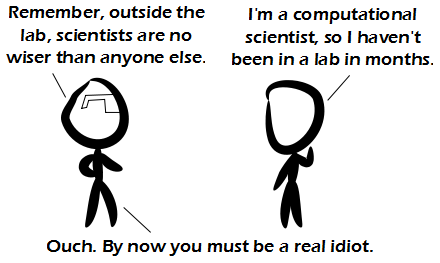 Remember, outside the
lab, scientists are no
wiser than anyone else.
I'm a computational
scientist, so I haven't
been in a lab in months.
Ouch. By now you must be a real idiot.